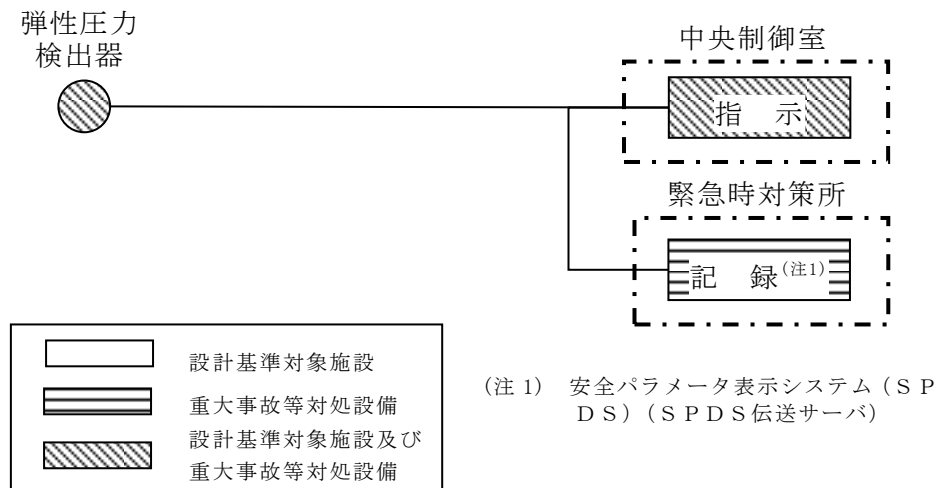 弾性圧力
検出器
中央制御室
指　示
緊急時対策所
記　録(注1)
設計基準対象施設
重大事故等対処設備
設計基準対象施設及び
重大事故等対処設備
(注 1)　安全パラメータ表示システム（ＳＰ
ＤＳ）（ＳＰＤＳ伝送サーバ）